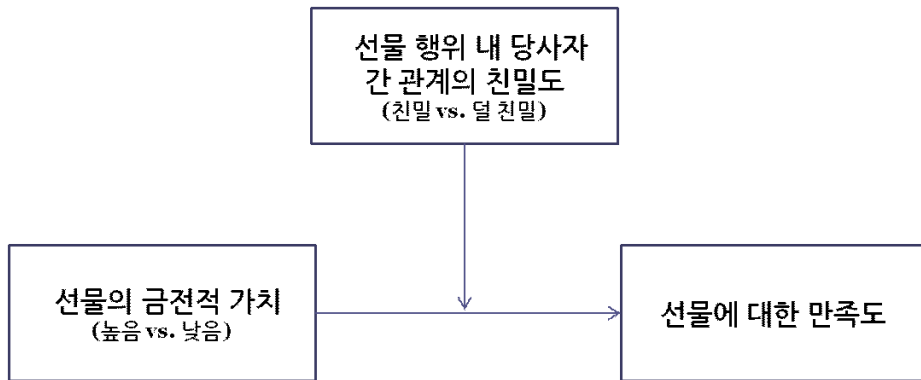 선물 행위 내 당사자
간 관계의 친밀도
(친밀 vs. 덜 친밀)
선물의 금전적 가치
(높음 vs. 낮음)
선물에 대한 만족도